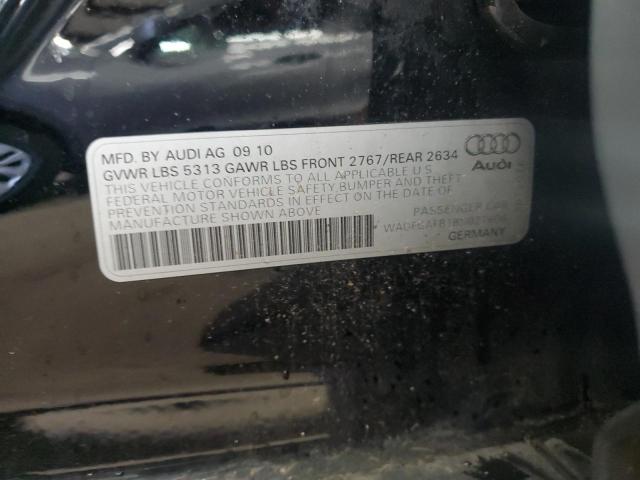 MFD. BY AUDI AG 09 10
GVWR LBS 5313 GAWR LBS FRONT 2767/REAR 2634
THIS VEHICLE CONFORMS TO ALL APPLICABLE U S
FEDERAL MOTOR VEHICLE SAFETY, BUMPER AND THEFT
PREVENTION STANDARDS IN EFFECT ON THE DATE OF
MANUFACTURE SHOWN ABOVE
Audi
PASSENGER CAR
GERMANY